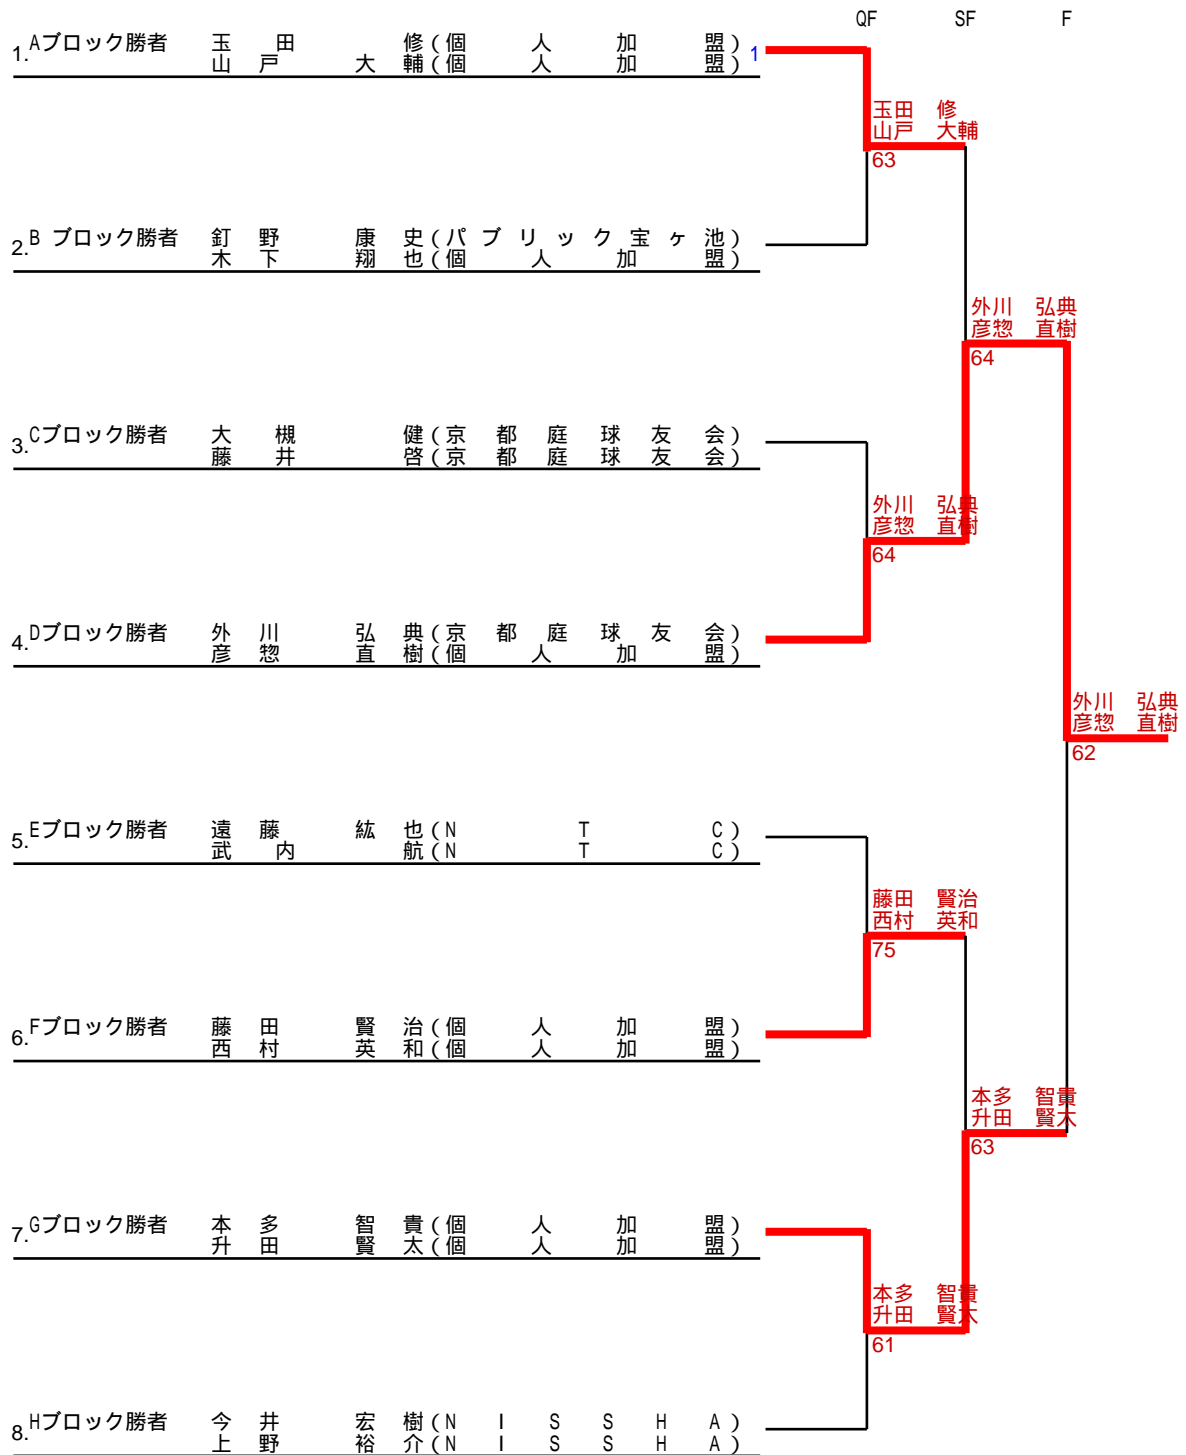 QF SF F
1. Aブロック勝者 玉田 修(個人加盟) 1
山戸 大輔(個人加盟)
玉田 修
山戸 大輔
63
2. B ブロック勝者 釘野 康史(パブリック宝ヶ池)
木下 翔也(個人加盟)
外川 弘典
彦惣 直樹
64
3. Cブロック勝者 大槻 健(京都庭球友会)
藤井 啓(京都庭球友会)
外川 弘典
彦惣 直樹
64
4. Dブロック勝者 外川 弘典(京都庭球友会)
彦惣 直樹(個人加盟)
外川 弘典
彦惣 直樹
62
5. Eブロック勝者 遠藤 紘也(NTC)
武内 航(NTC)
藤田 賢治
西村 英和
75
6. Fブロック勝者 藤田 賢治(個人加盟)
西村 英和(個人加盟)
本多 智貴
升田 賢太
63
7. Gブロック勝者 本多 智貴(個人加盟)
升田 賢太(個人加盟)
本多 智貴
升田 賢太
61
8. Hブロック勝者 今井 宏樹(NISSHA)
上野 裕介(NISSHA)